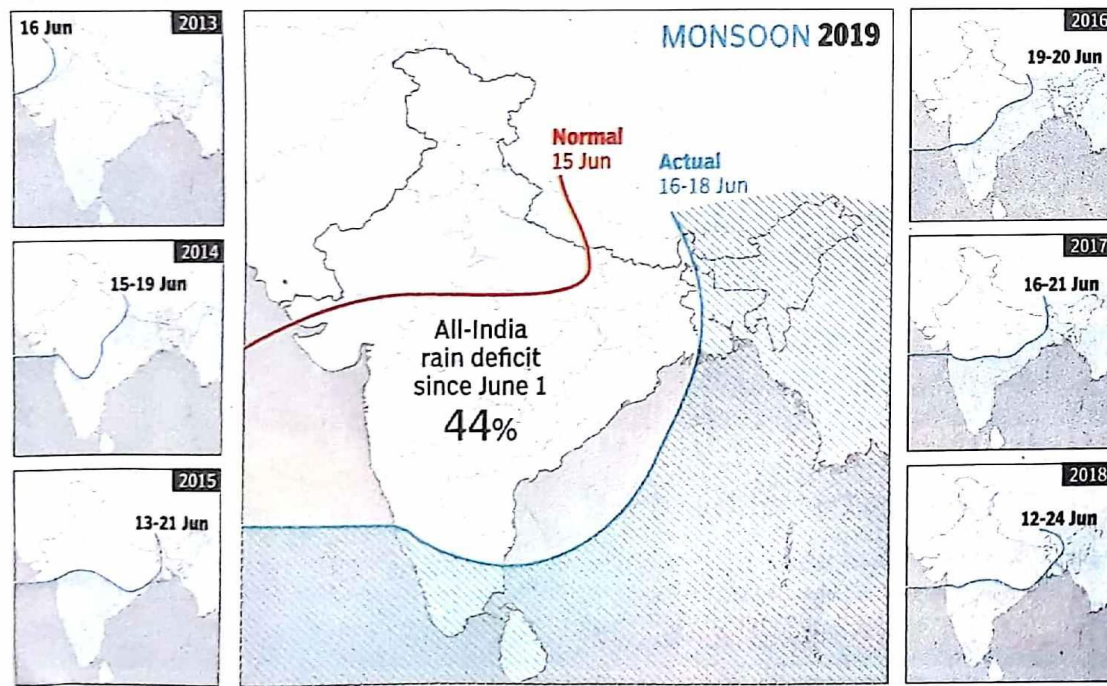 2013
16 Jun
2014
15-19 Jun
2015
13-21 Jun
MONSOON 2019
Normal
15 Jun
Actual
16-18 Jun
All-India
rain deficit
since June 1
44%
2016
19-20 Jun
2017
16-21 Jun
2018
12-24 Jun